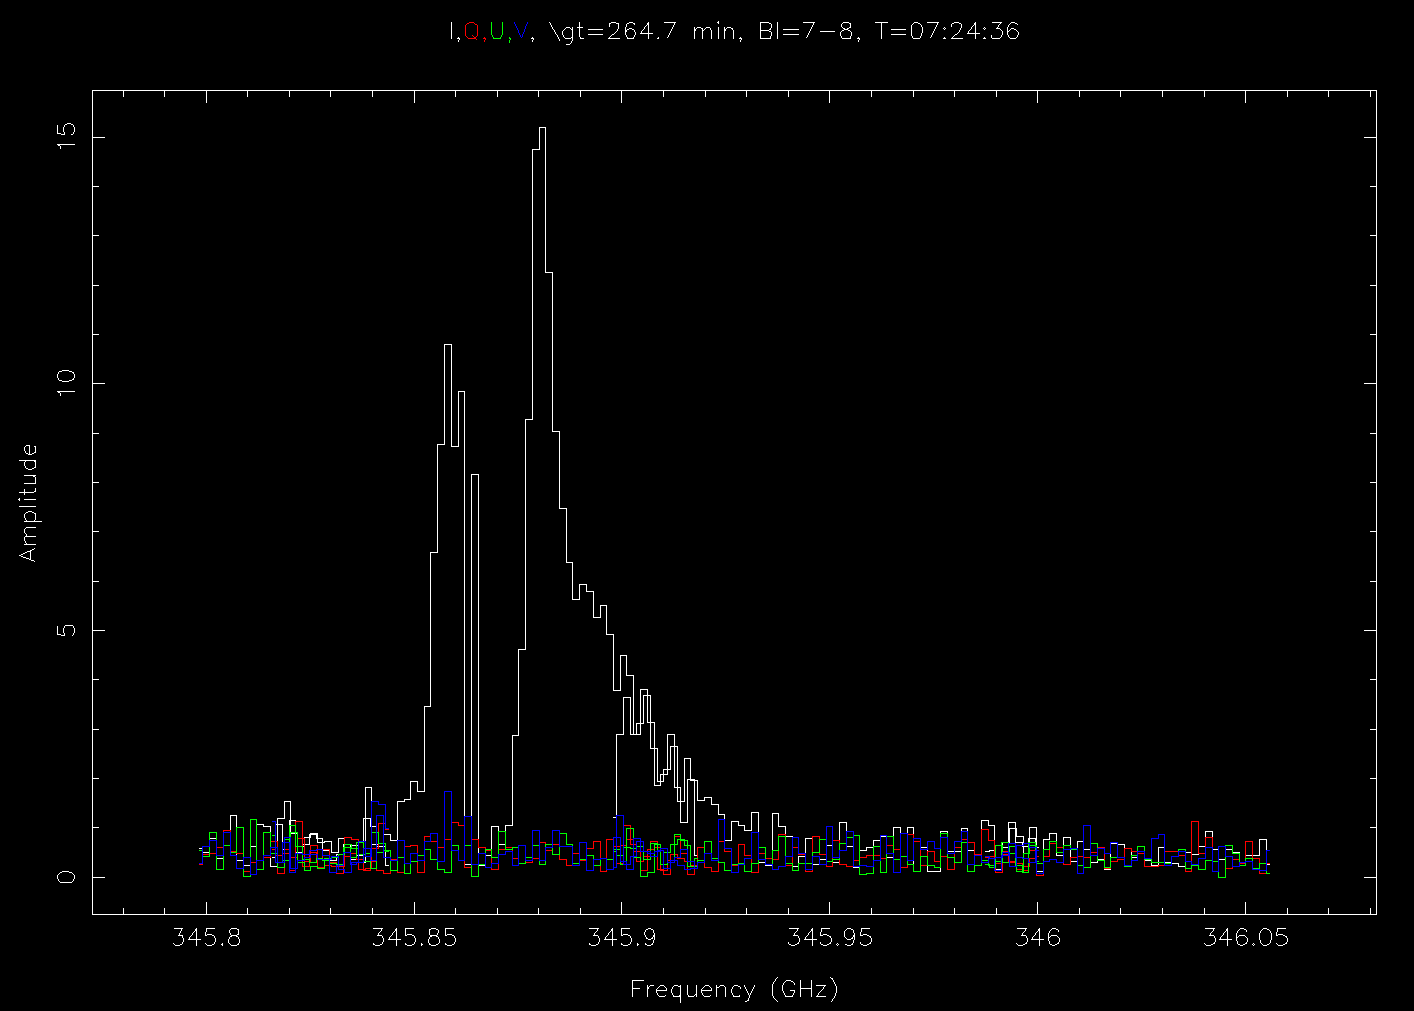 I,Q,U,V, \gt=264.7 min, Bl=7-8, T=07:24:36
15
10
5
0
Amplitude
345.8 345.85 345.9 345.95 346 346.05
Frequency (GHz)